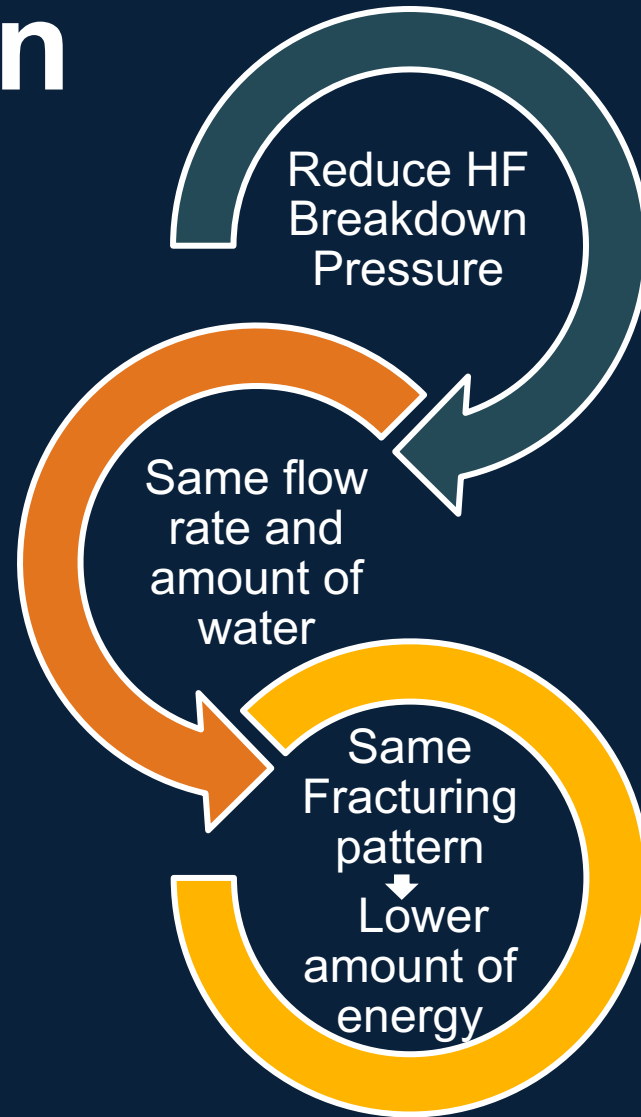 n
Reduce HF
Breakdown
Pressure
Same flow
rate and
amount of
water
Same
Fracturing
pattern
Lower
amount of
energy